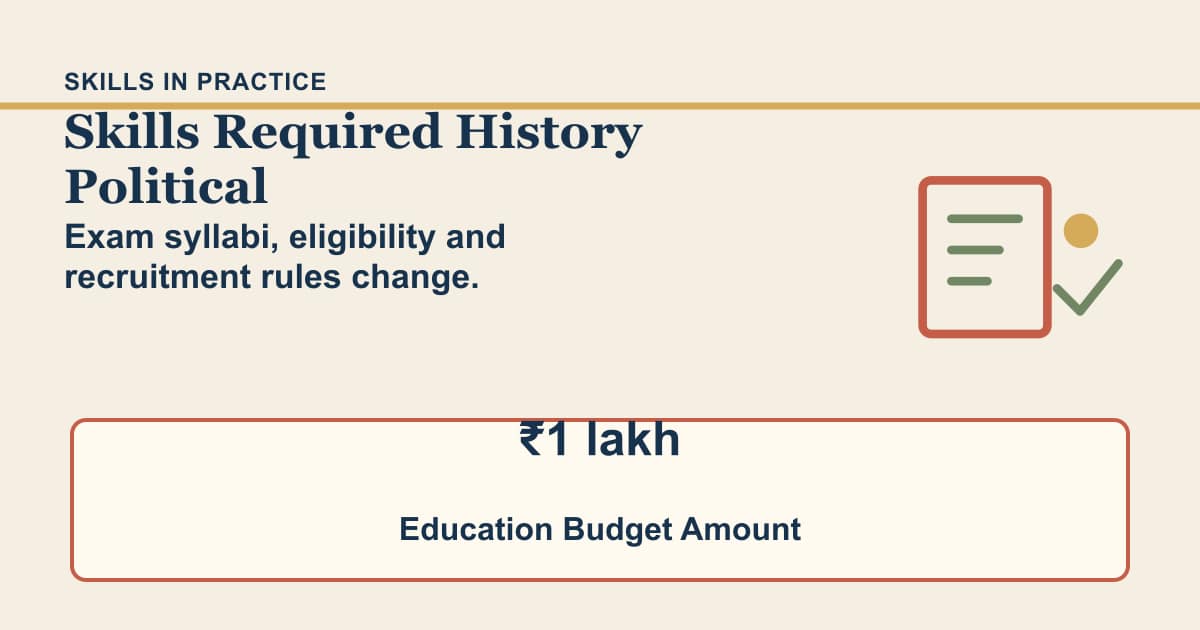 SKILLS IN PRACTICE
Skills Required History
Political
Exam syllabi, eligibility and
recruitment rules change.
₹1 lakh
Education Budget Amount